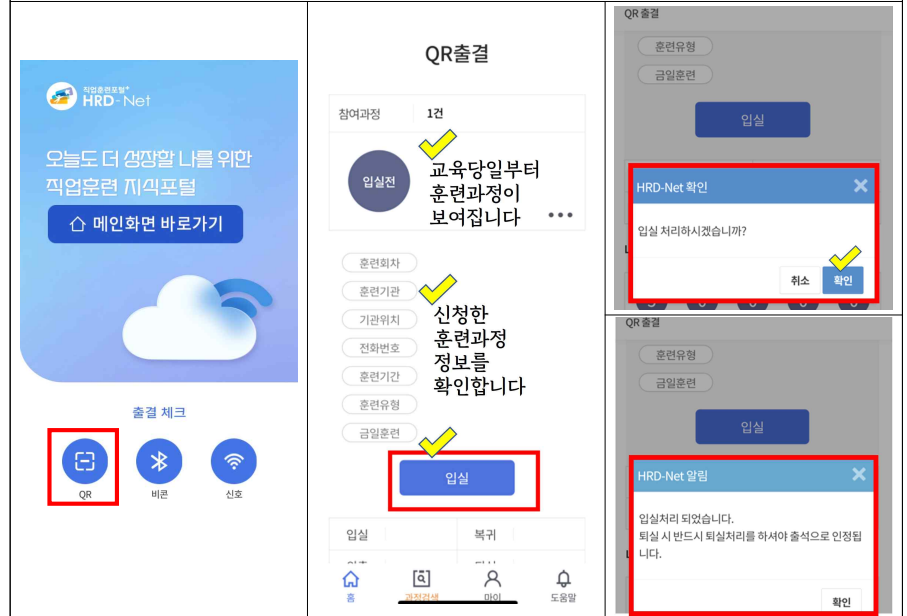 직업훈련포털+
HRD-Net
오늘도 더 성장할 나를 위한
직업훈련 지식포털
메인화면 바로가기
출결 체크
QR
비콘
신호
QR출결
참여과정 1건
입실전
교육당일부터
훈련과정이
보여집니다
훈련회차
훈련기관
기관위치
전화번호
훈련기간
훈련유형
금일훈련
신청한
훈련과정
정보를
확인합니다
입실
입실 복귀
홈
과정검색
마이
도움말
QR 출결
훈련유형
금일훈련
입실
HRD-Net 확인
입실 처리하시겠습니까?
취소 확인
QR 출결
훈련유형
금일훈련
입실
HRD-Net 알림
입실처리 되었습니다.
퇴실 시 반드시 퇴실처리를 하셔야 출석으로 인정됩
니다.
확인